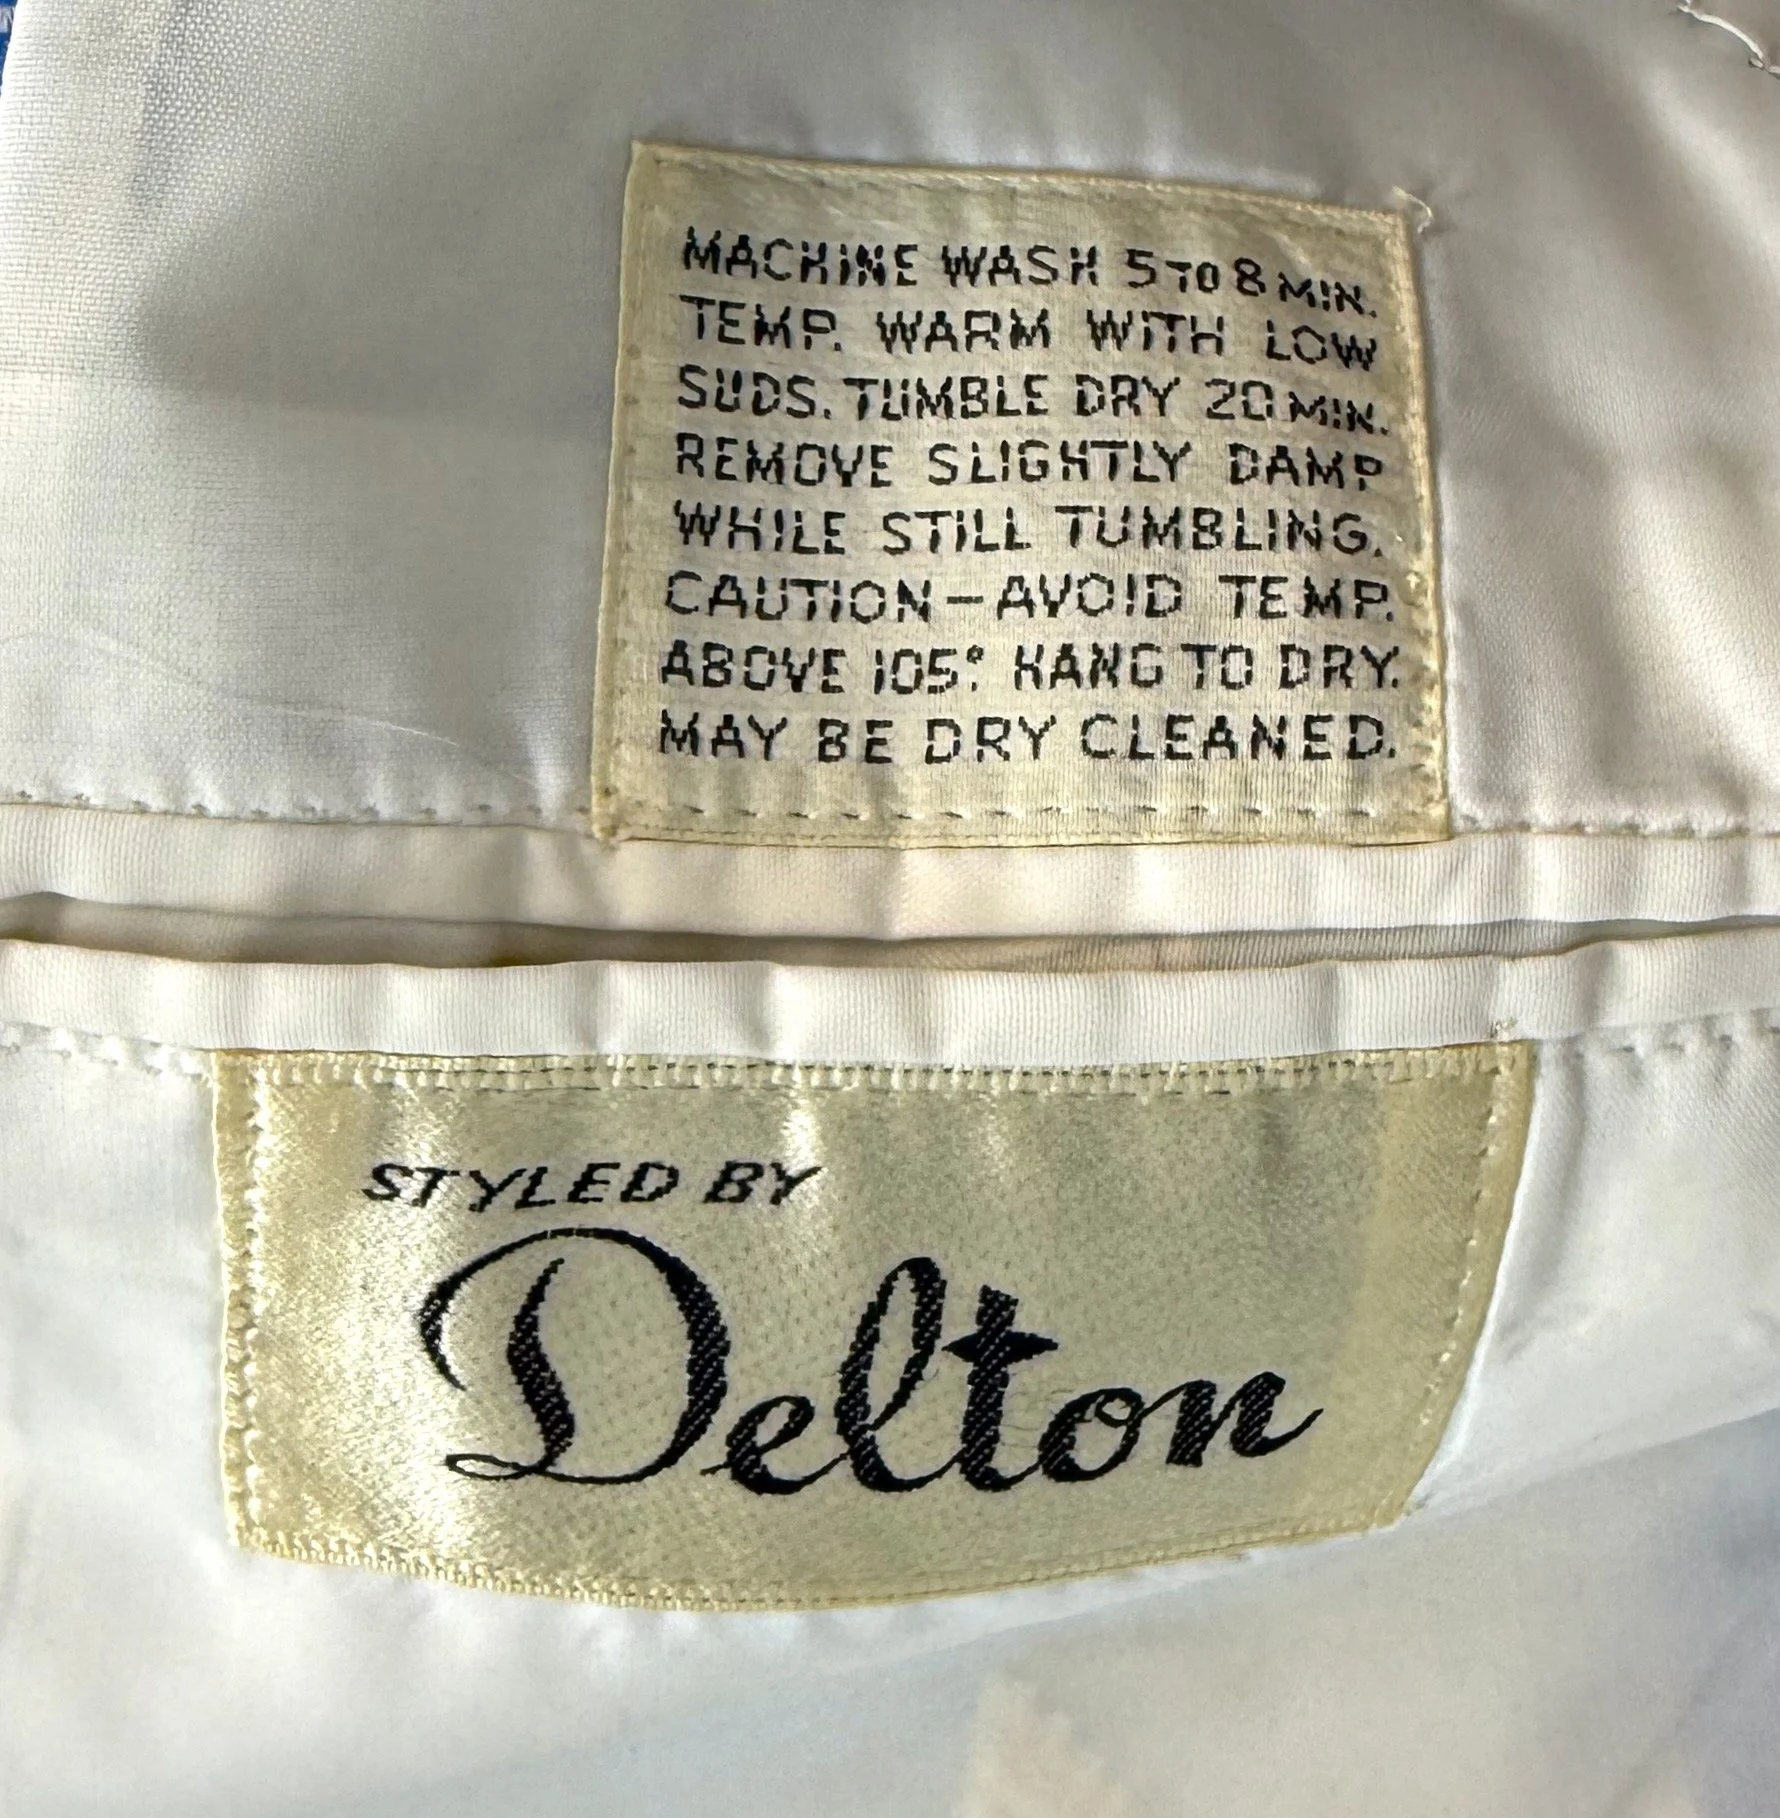 MACHINE WASH 5 TO 8 MIN.
TEMP. WARM WITH LOW
SUDS. TUMBLE DRY 20 MIN.
REMOVE SLIGHTLY DAMP
WHILE STILL TUMBLING.
CAUTION – AVOID TEMP.
ABOVE 105°. HANG TO DRY.
MAY BE DRY CLEANED.
STYLED BY
Delton